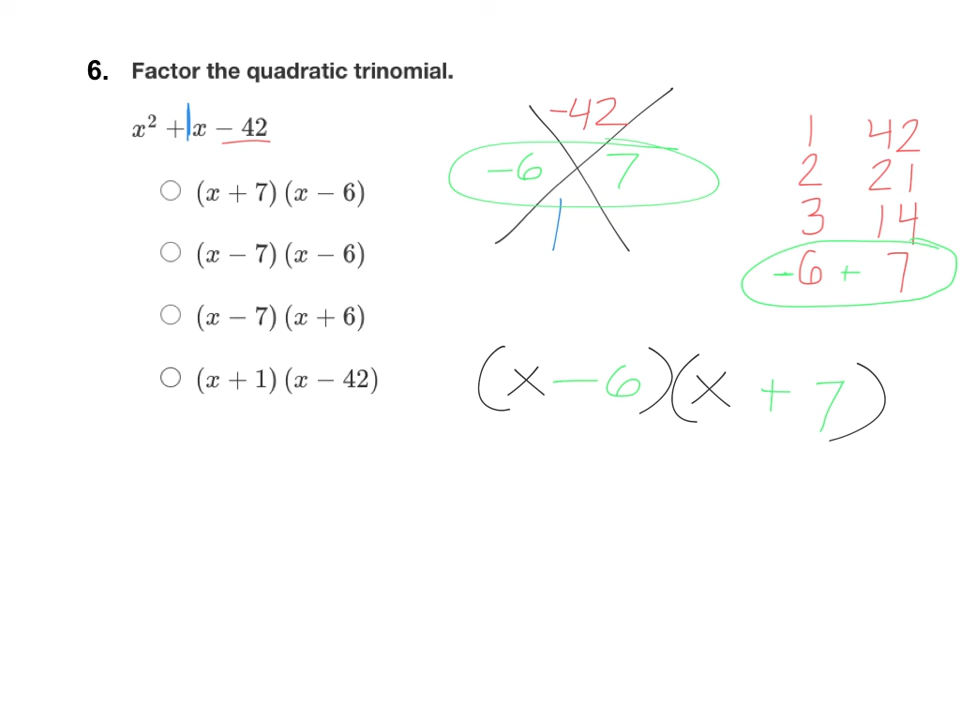 6. Factor the quadratic trinomial.
x² + 1x − 42
(x + 7) (x − 6)
(x − 7) (x − 6)
(x − 7) (x + 6)
(x + 1) (x − 42)
-42
-6 7
1
1 42
2 21
3 14
-6 + 7
(x - 6)(x + 7)